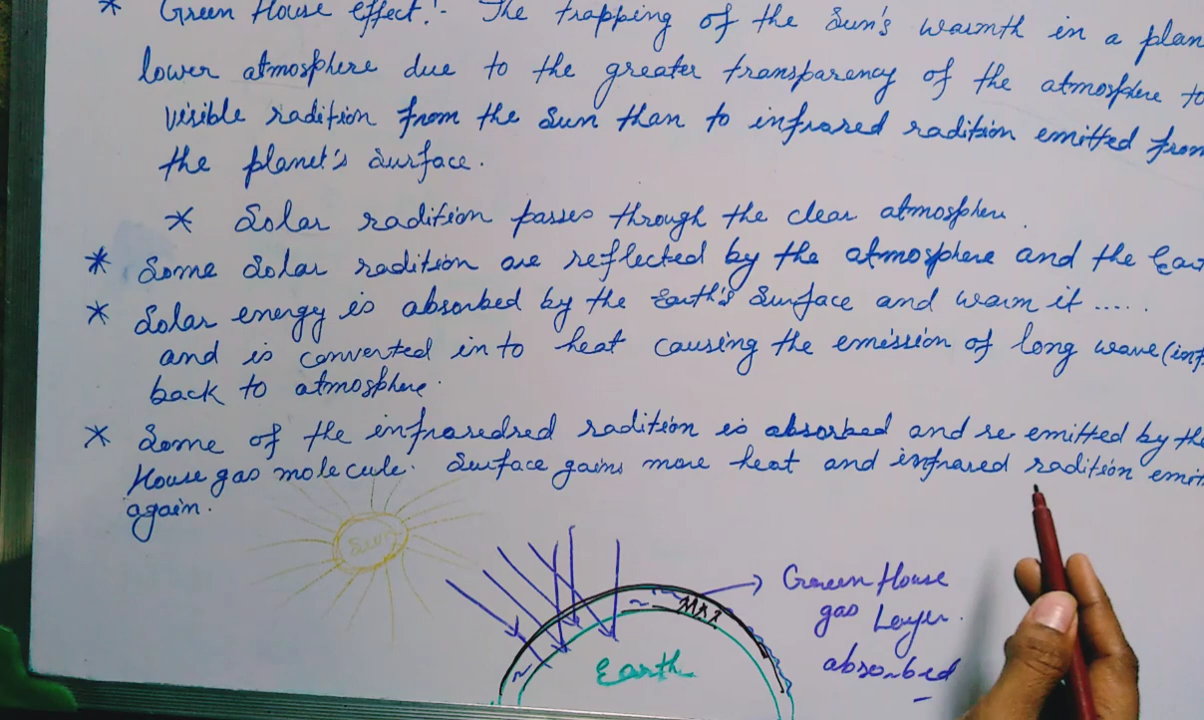 * Green House effect:- The trapping of the Sun's warmth in a plan
lower atmosphere due to the greater transparency of the atmosphere to
visible radition from the Sun than to infrared radition emitted from
the planet's surface.
* Solar radition passes through the clear atmosphere.
* Some Solar radition are reflected by the atmosphere and the Eart
* Solar energy is absorbed by the Earth's Surface and warm it .....
and is converted in to heat causing the emission of long wave (inf
back to atmosphere.
* Some of the infraredred radition is absorbed and re emitted by the
House gas molecule. Surface gains more heat and infrared radition emit
again.
Sun
Green House
gas Layer.
absorbed
Earth